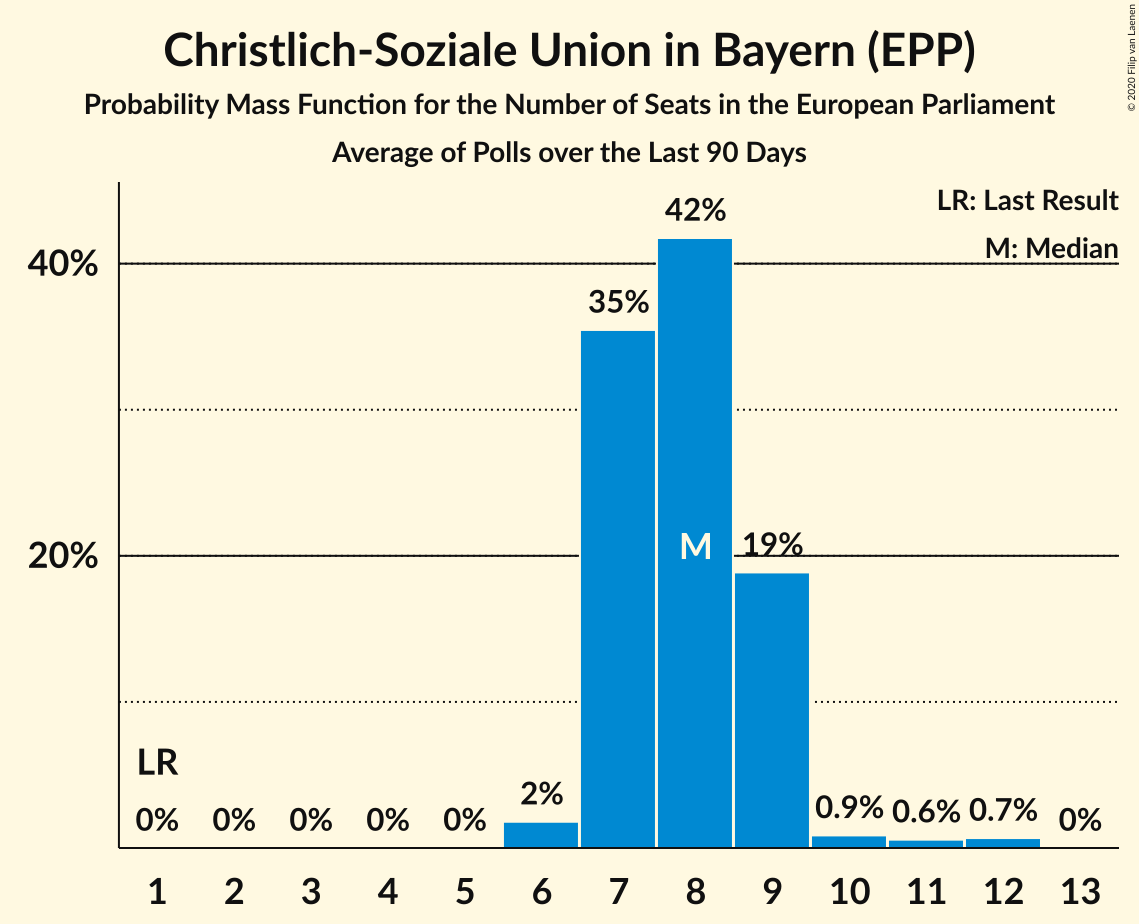 Christlich-Soziale Union in Bayern (EPP)
Probability Mass Function for the Number of Seats in the European Parliament
Average of Polls over the Last 90 Days
© 2020 Filip van Laenen
LR: Last Result
M: Median
42%
40%
35%
20%
M
19%
LR
0%
0%
0%
0%
0%
2%
0.9%
0.6%
0.7%
0%
1 2 3 4 5 6 7 8 9 10 11 12 13